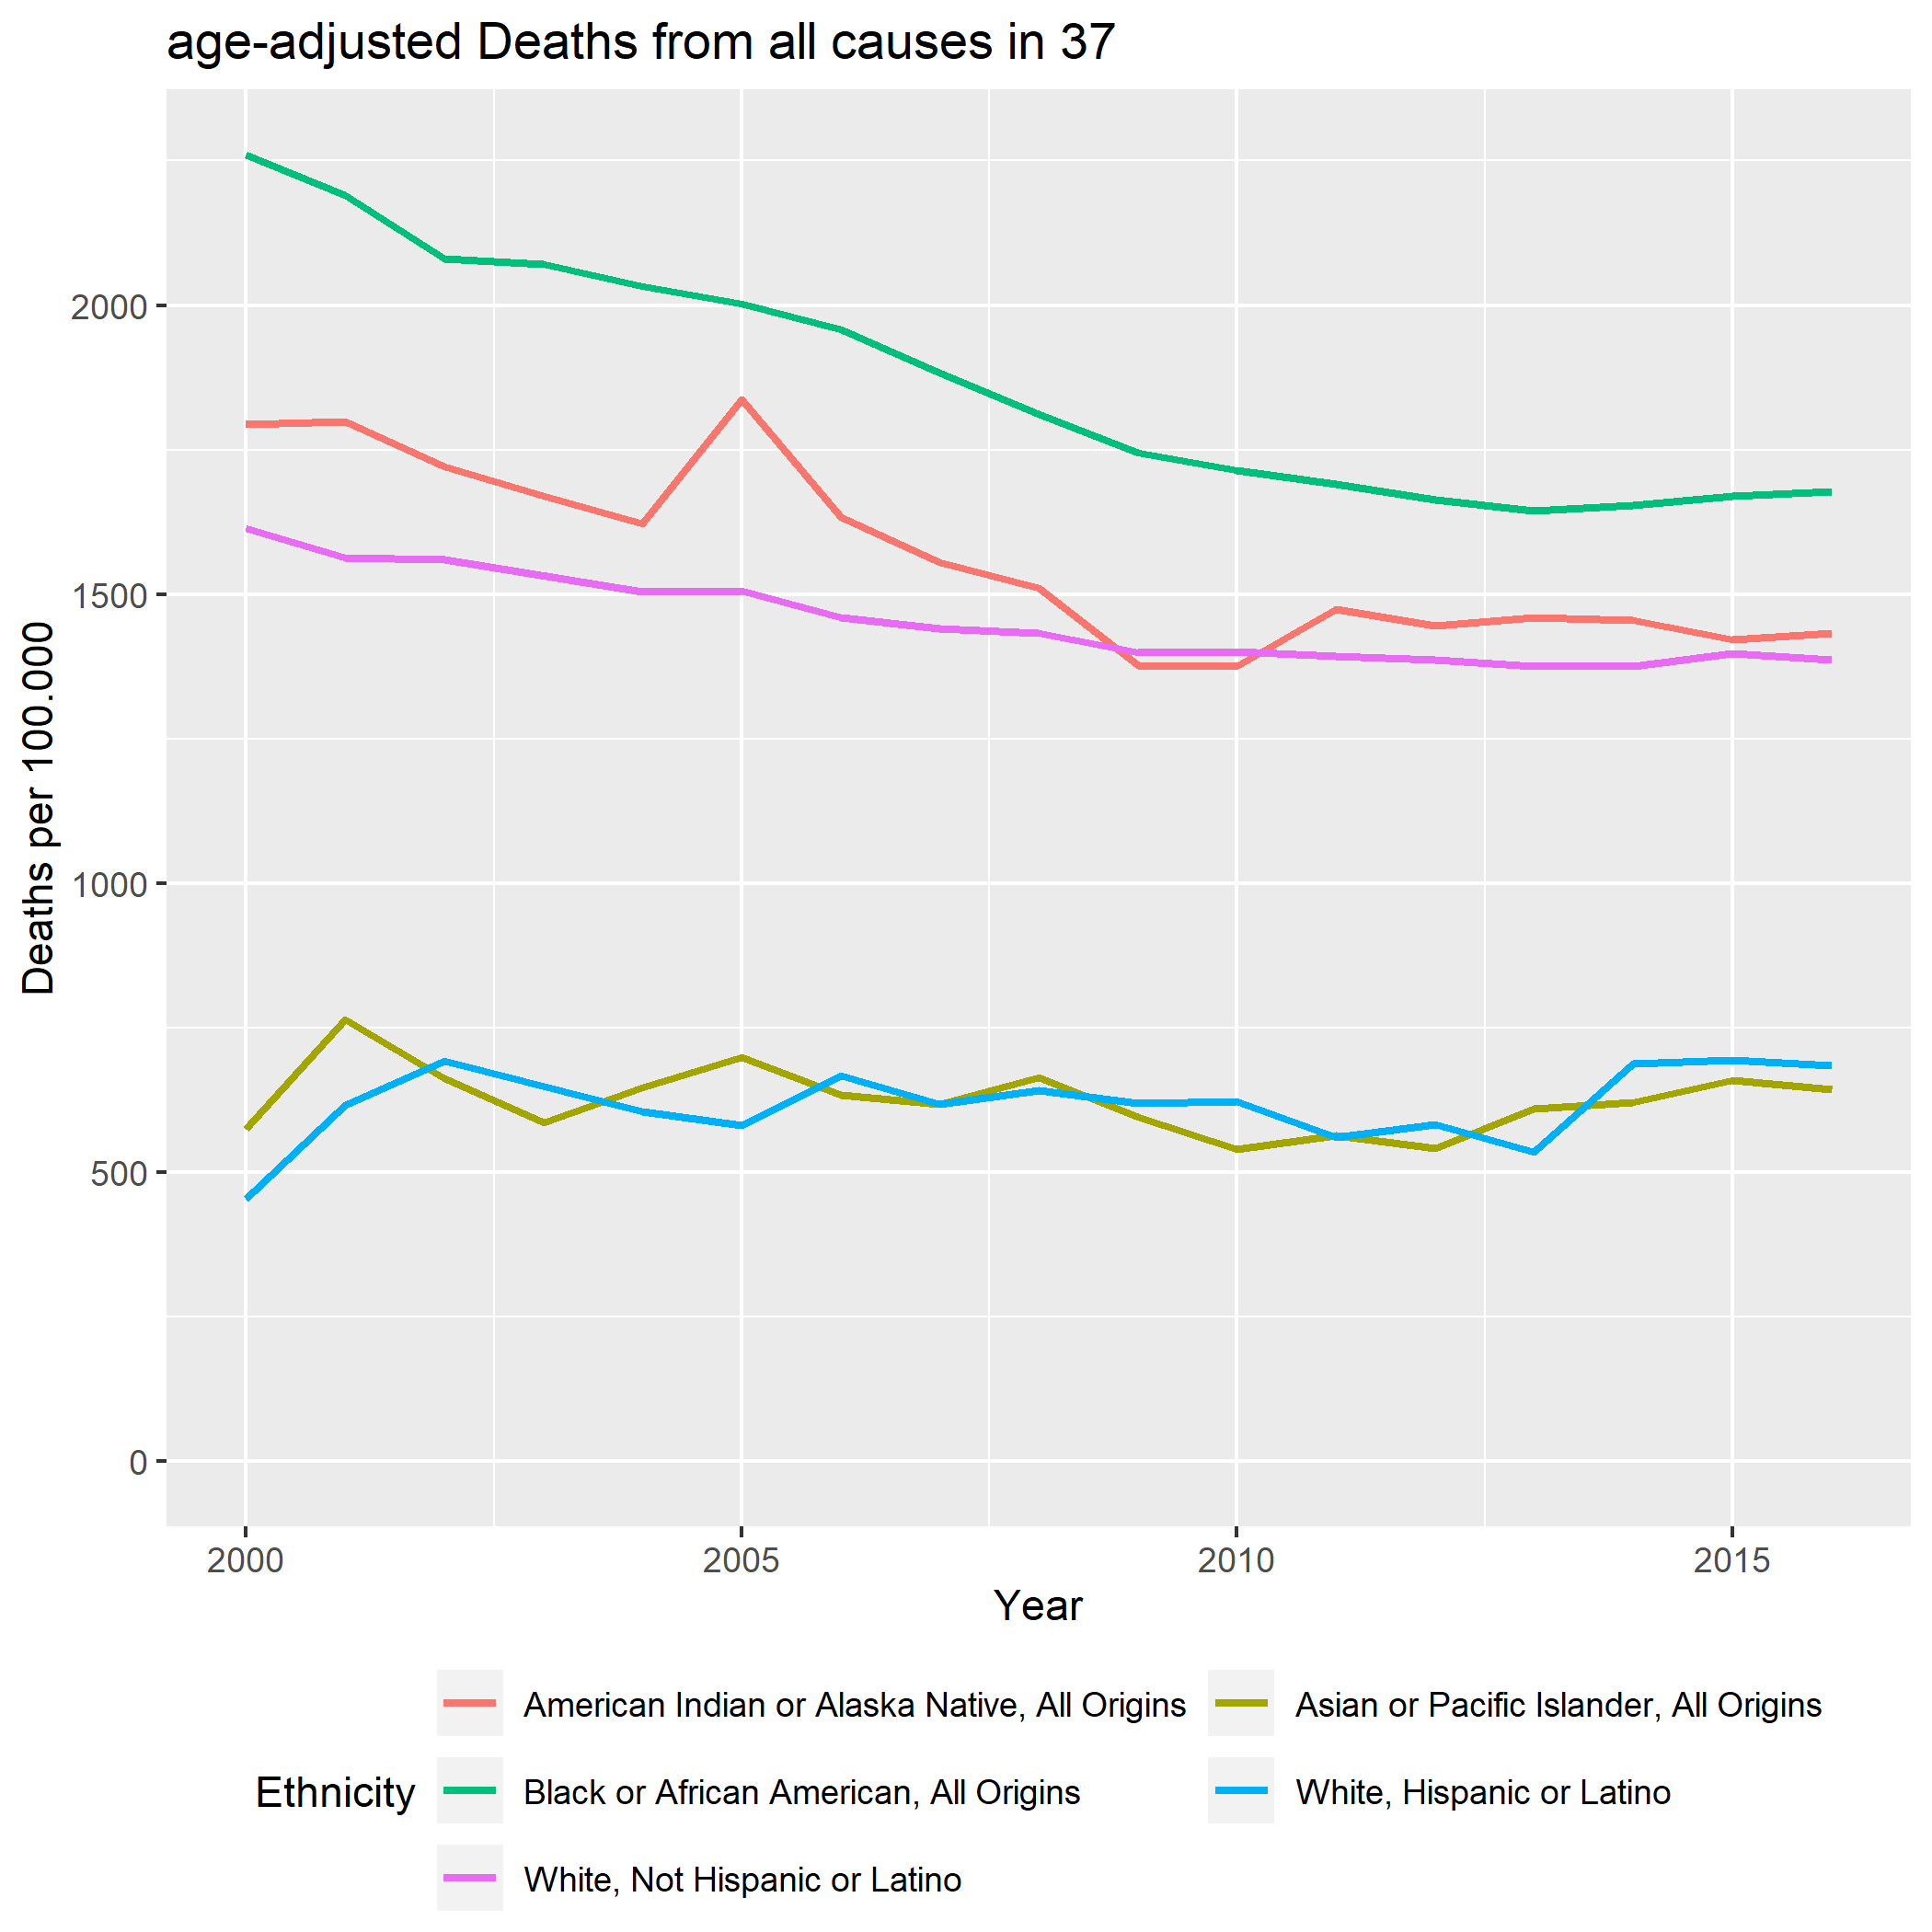 age-adjusted Deaths from all causes in 37
Deaths per 100.000
2000
1500
1000
500
0
2000 2005 2010 2015
Year
Ethnicity
American Indian or Alaska Native, All Origins Asian or Pacific Islander, All Origins
Black or African American, All Origins White, Hispanic or Latino
White, Not Hispanic or Latino